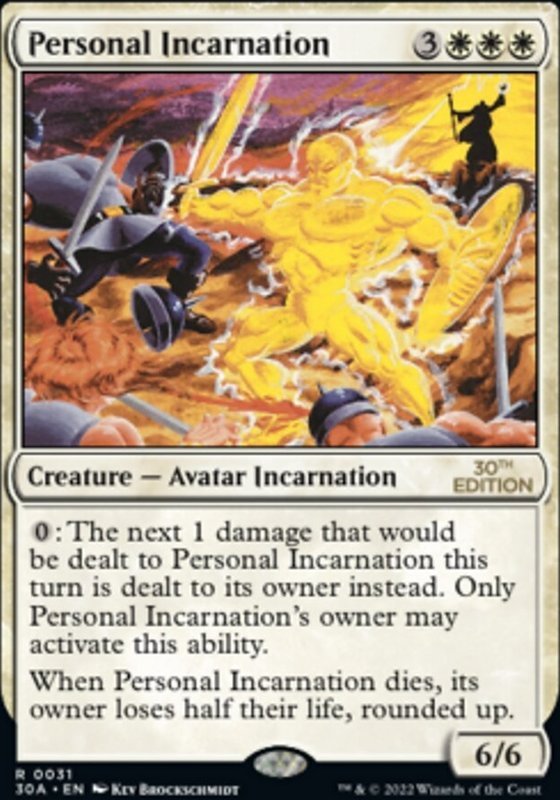 Personal Incarnation 3
Creature — Avatar Incarnation
30TH
EDITION
0: The next 1 damage that would
be dealt to Personal Incarnation this
turn is dealt to its owner instead. Only
Personal Incarnation's owner may
activate this ability.
When Personal Incarnation dies, its
owner loses half their life, rounded up.
6/6
R 0031
30A • EN Kev Brockschmidt
™ & © 2022 Wizards of the Coast